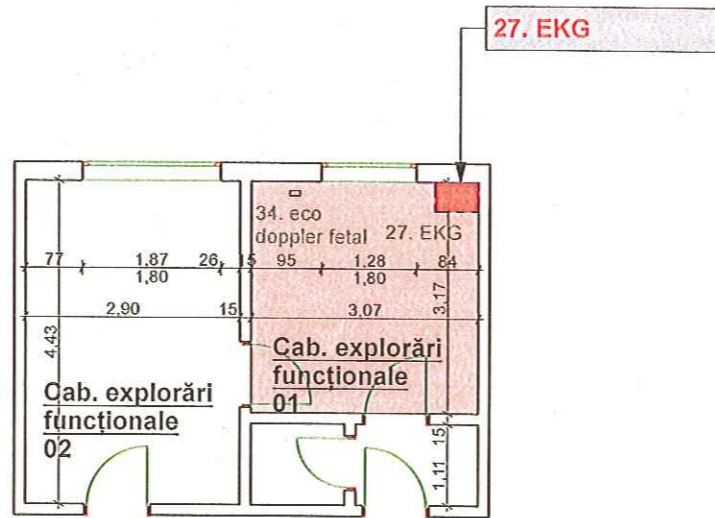 27. EKG
34. eco
doppler fetal
27. EKG
77
1,87
1,80
26
15
95
1,28
1,80
84
2,90
15
3,07
3,17
4,43
Cab. explorări
funcționale
01
Cab. explorări
funcționale
02
15
1,11